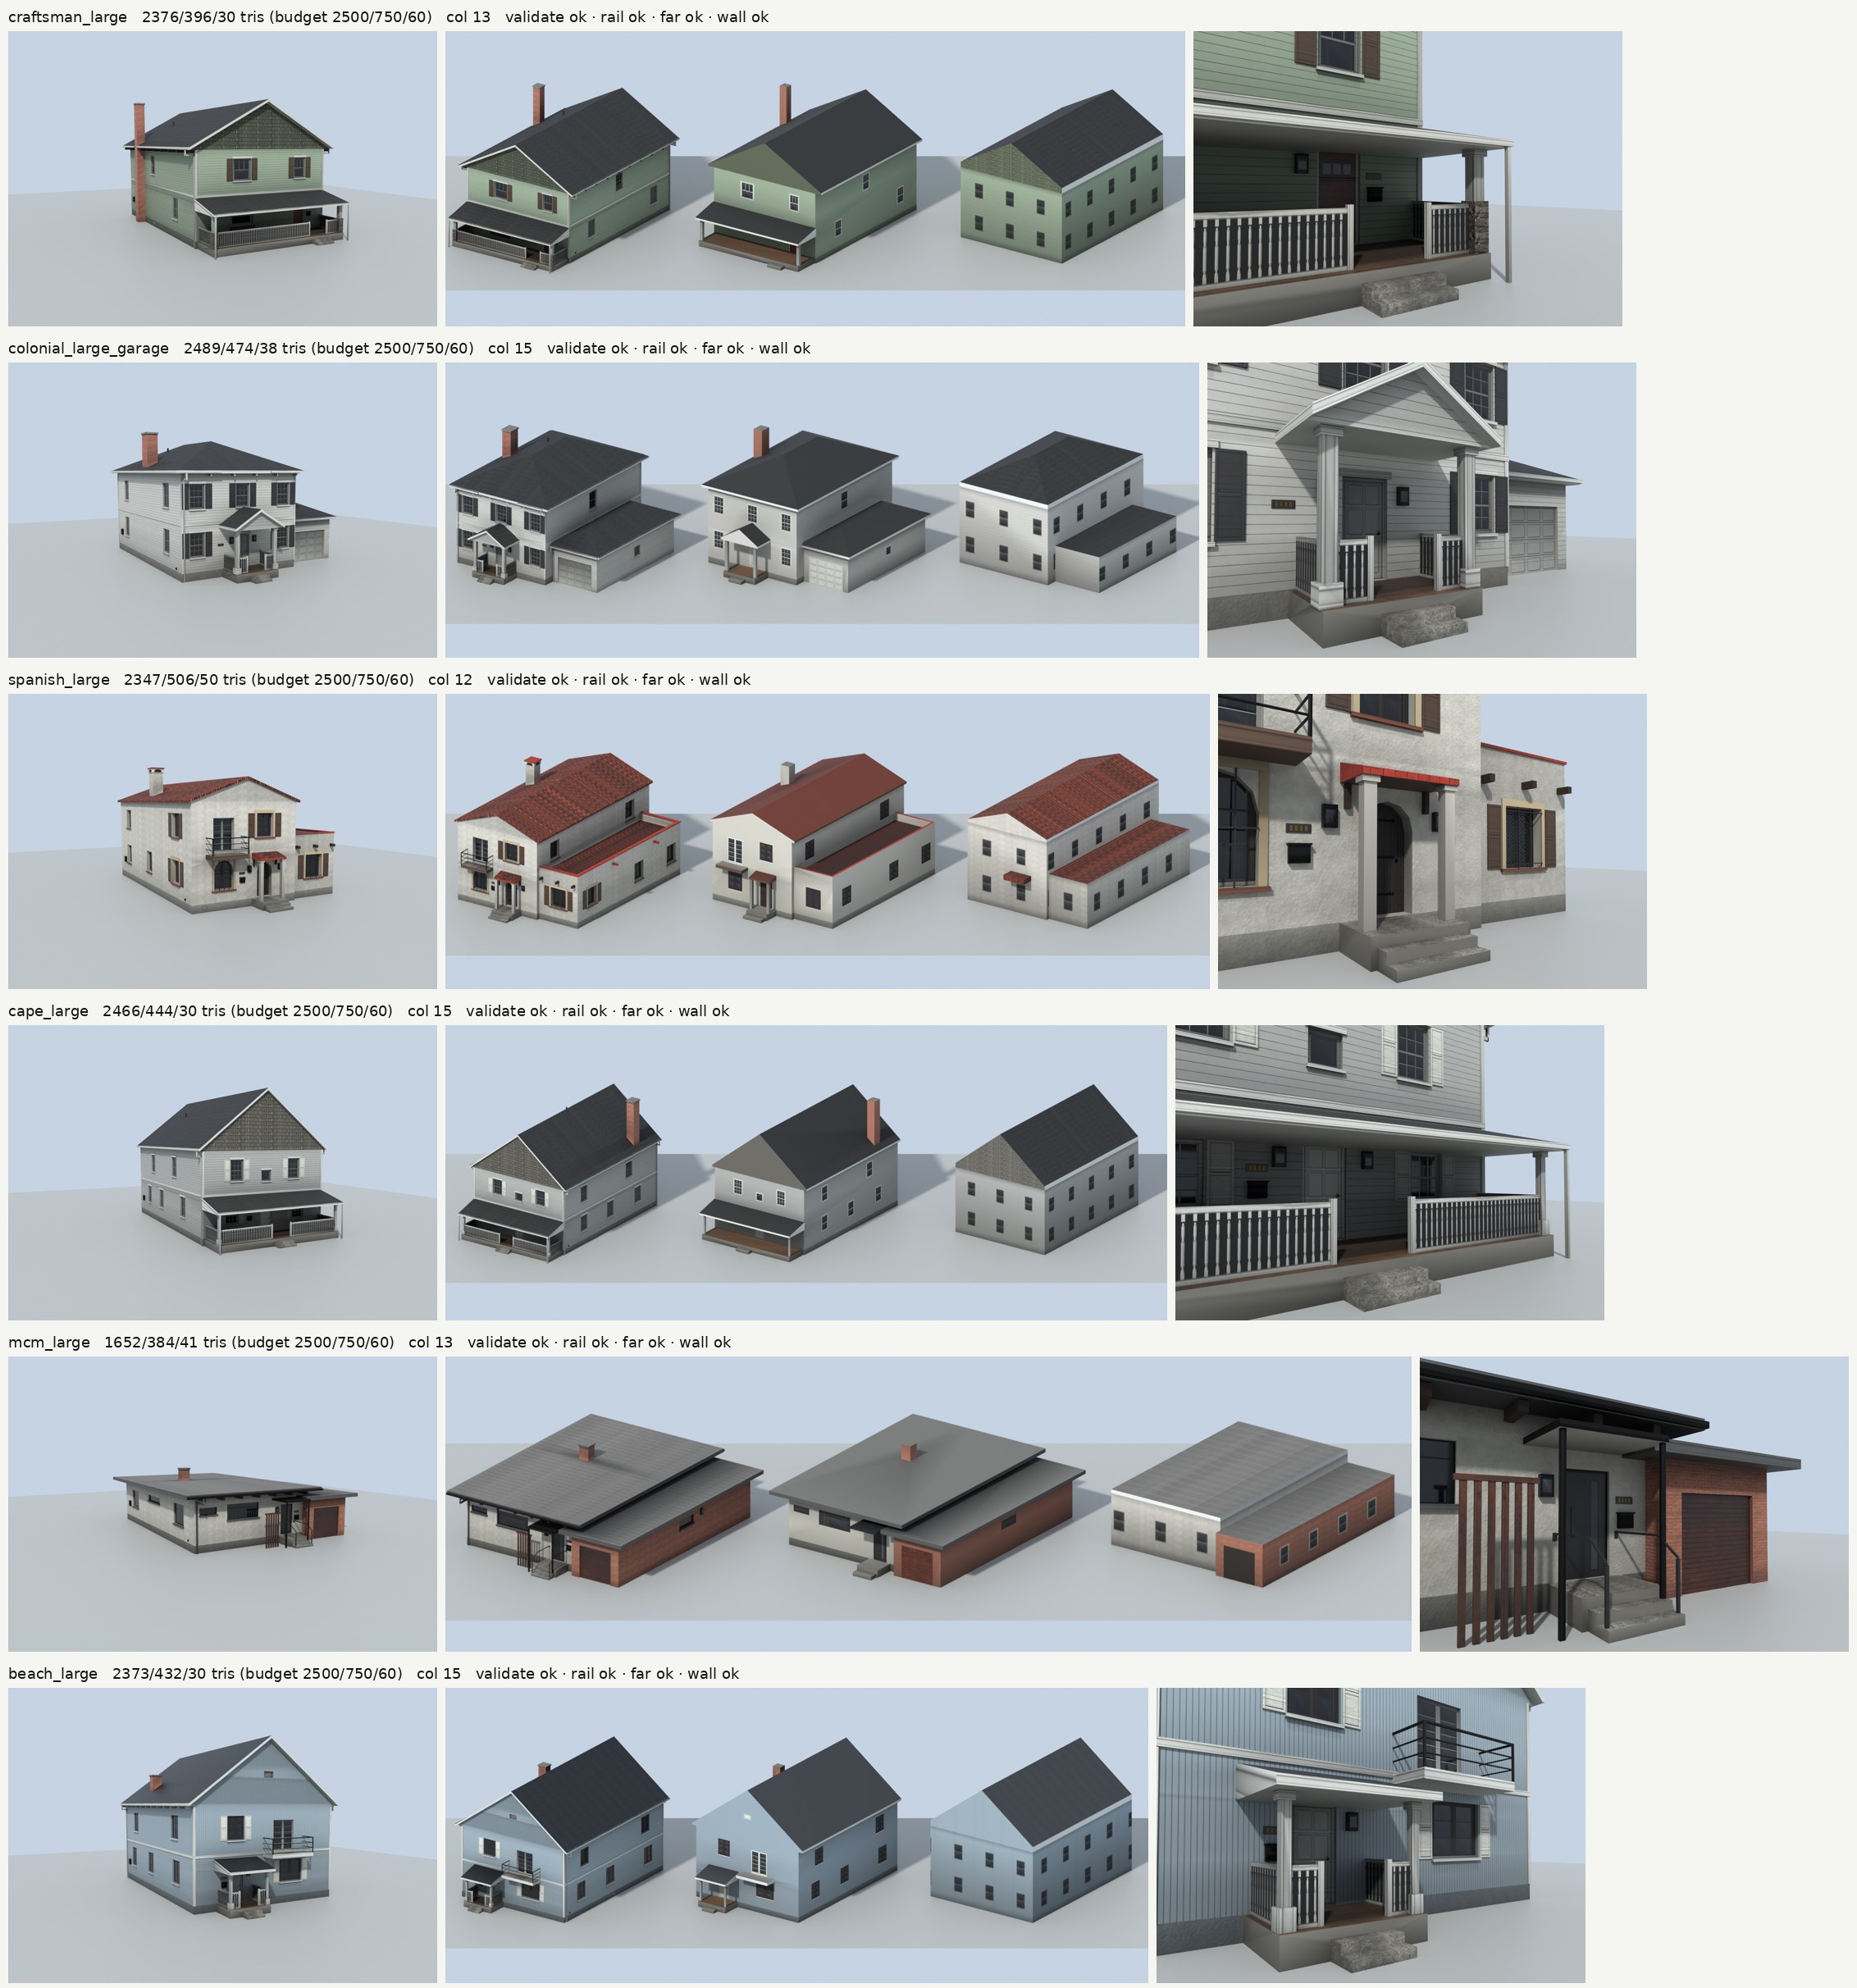 craftsman_large 2376/396/30 tris (budget 2500/750/60) col 13 validate ok · rail ok · far ok · wall ok
colonial_large_garage 2489/474/38 tris (budget 2500/750/60) col 15 validate ok · rail ok · far ok · wall ok
spanish_large 2347/506/50 tris (budget 2500/750/60) col 12 validate ok · rail ok · far ok · wall ok
cape_large 2466/444/30 tris (budget 2500/750/60) col 15 validate ok · rail ok · far ok · wall ok
mcm_large 1652/384/41 tris (budget 2500/750/60) col 13 validate ok · rail ok · far ok · wall ok
beach_large 2373/432/30 tris (budget 2500/750/60) col 15 validate ok · rail ok · far ok · wall ok